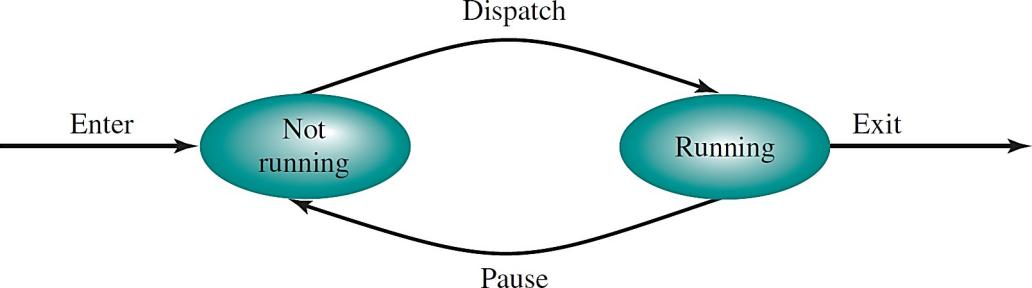 Dispatch
Enter
Not
running
Running
Exit
Pause